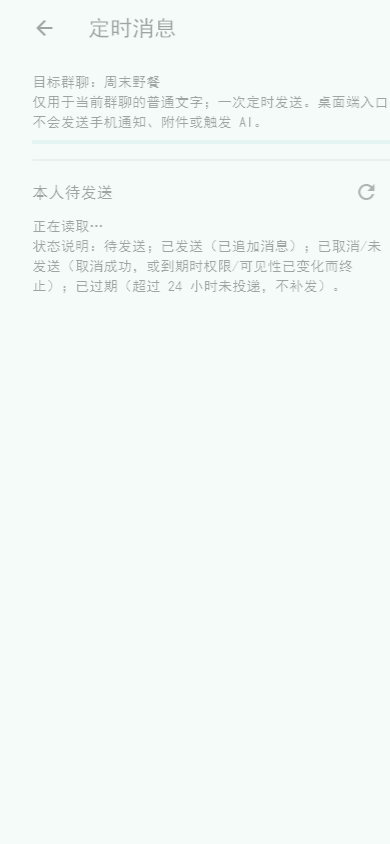 定时消息
目标群聊：周末野餐
仅用于当前群聊的普通文字；一次定时发送。桌面端入口
不会发送手机通知、附件或触发 AI。
本人待发送
正在读取…
状态说明：待发送；已发送（已追加消息）；已取消/未
发送（取消成功，或到期时权限/可见性已变化而终
止）；已过期（超过 24 小时未投递，不补发）。